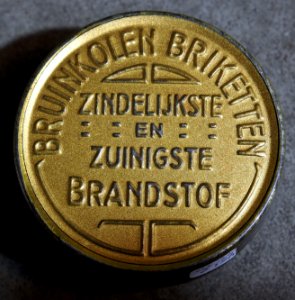 BRUINKOLEN BRIKETTEN
ZINDELIJKSTE
EN
ZUINIGSTE
BRANDSTOF